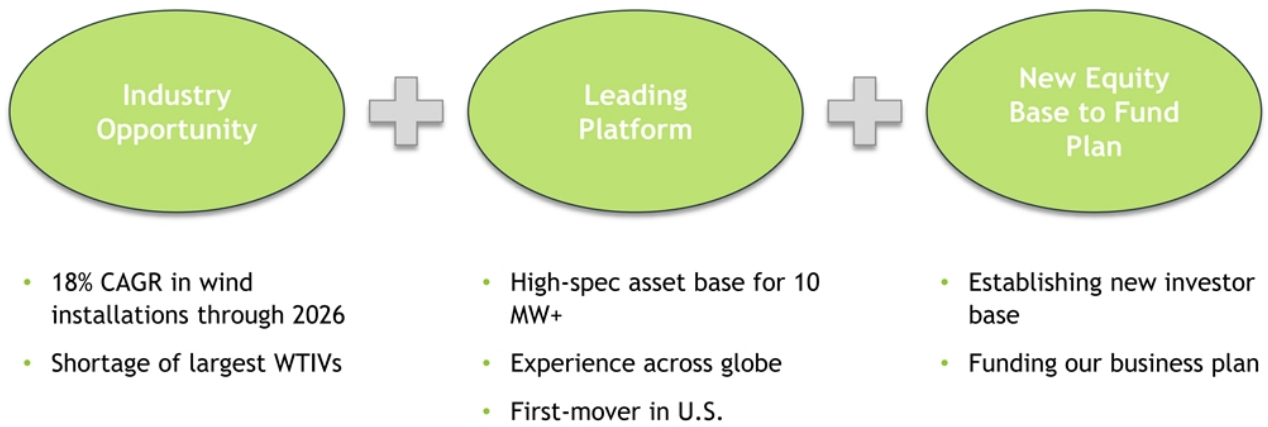 Industry
Opportunity
Leading
Platform
New Equity
Base to Fund
Plan
• 18% CAGR in wind
installations through 2026
• Shortage of largest WTIVs
• High-spec asset base for 10
MW+
• Experience across globe
• First-mover in U.S.
• Establishing new investor
base
• Funding our business plan